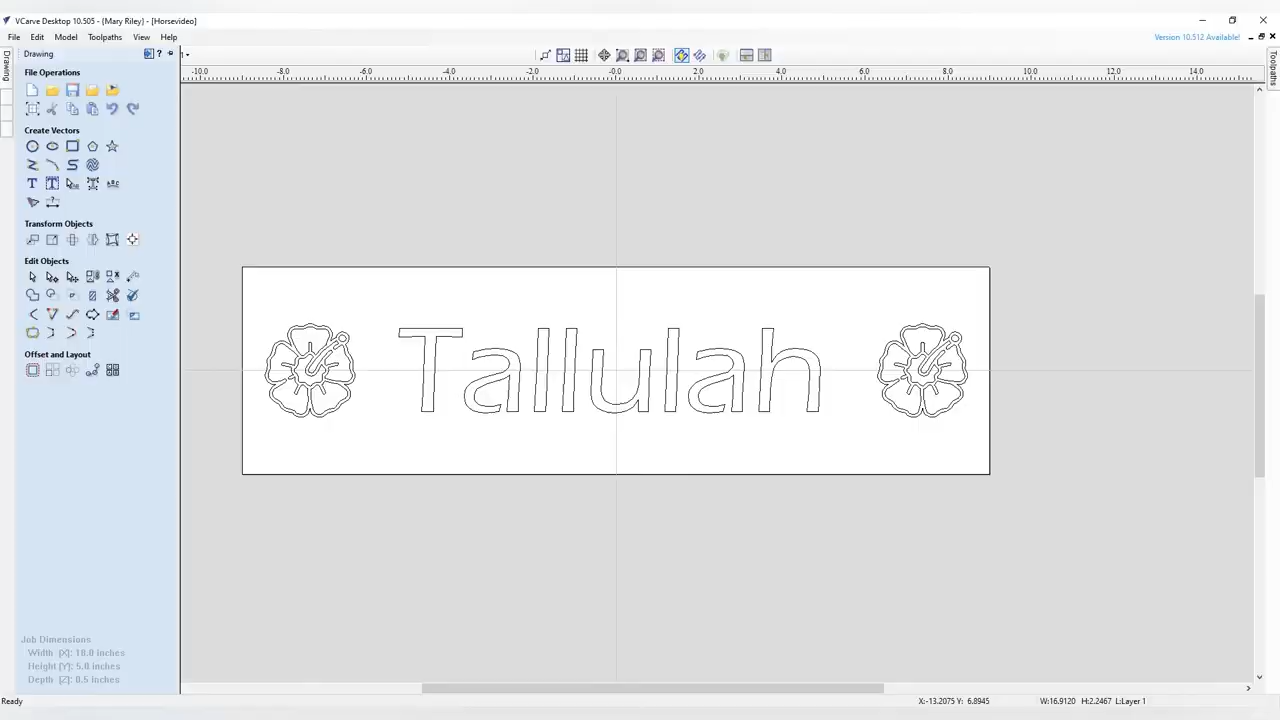 VCarve Desktop 10.505 - {Mary Riley} - [Horsevideo]
File Edit Model Toolpaths View Help
Version 10.512 Available!
Drawing
Drawing
Toolpaths
-10.0 -8.0 -6.0 -4.0 -2.0 -0.0 2.0 4.0 6.0 8.0 10.0 12.0 14.0
File Operations
Create Vectors
Transform Objects
Edit Objects
Offset and Layout
Tallulah
Job Dimensions
Width [X]: 18.0 inches
Height [Y]: 5.0 inches
Depth [Z]: 0.5 inches
Ready
X:-13.2075 Y: 6.8945
W:16.9120 H:2.2467 L:Layer 1